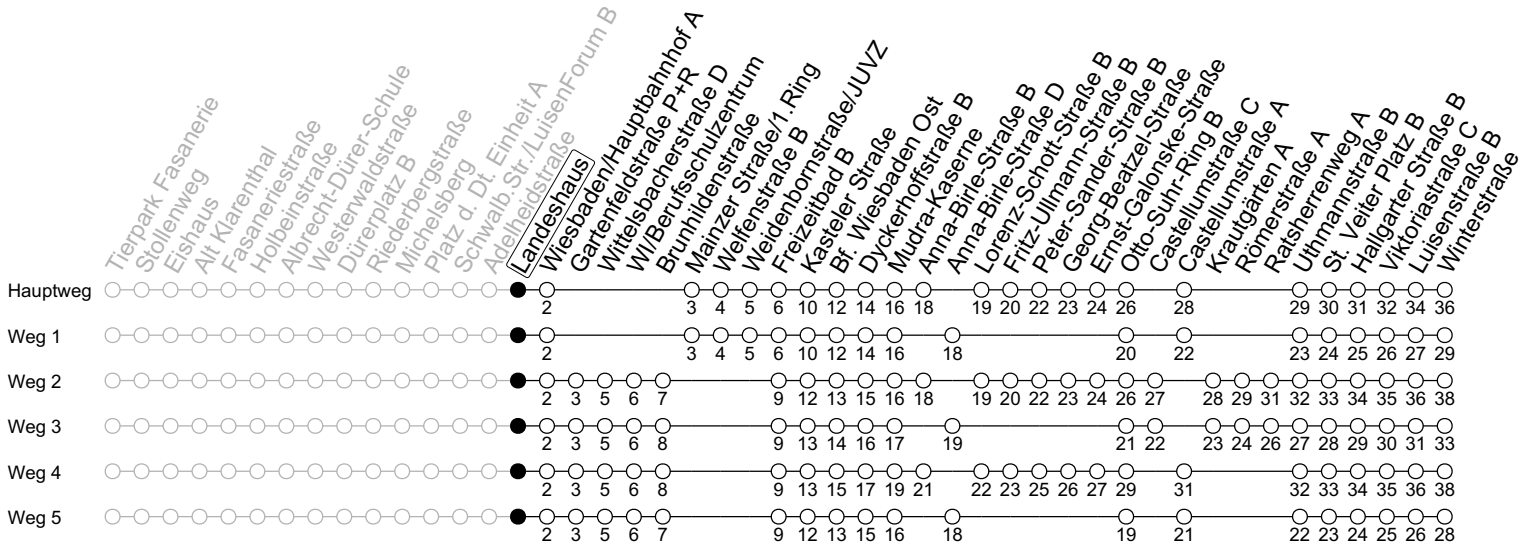 Tierpark Fasanerie
Stollenweg
Eishaus
Alt Klarenthal
Fasaneriestraße
Holbeinstraße
Albrecht-Dürer-Schule
Westerwaldstraße
Dürerplatz B
Riederbergstraße
Michelsberg
Platz d. Dt. Einheit A
Schwalb.Str./LuisenForum B
Adelheidstraße
Landeshaus
Wiesbaden/Hauptbahnhof A
Gartenfeldstraße P+R
Wittelsbacherstraße D
WI/Berufsschulzentrum
Brunhildenstraße
Mainzer Straße/1.Ring
Welfenstraße B
Weidenbornstraße/JUVZ
Freizeitbad B
Kasteler Straße
Bf. Wiesbaden Ost
Dyckerhoffstraße B
Mudra-Kaserne
Anna-Birle-Straße B
Anna-Birle-Straße D
Lorenz-Schott-Straße B
Fritz-Ullmann-Straße B
Peter-Sander-Straße B
Georg-Beatzel-Straße
Ernst-Galonske-Straße
Otto-Suhr-Ring B
Castellumstraße C
Castellumstraße A
Krautgärten A
Römerstraße A
Ratsherrenweg A
Uthmannstraße B
St. Veiter Platz B
Hallgarter Straße B
Viktoriastraße C
Luisenstraße B
Winterstraße
Hauptweg
2 3 4 5 6 10 12 14 16 18 19 20 22 23 24 26 28 29 30 31 32 34 36
Weg 1
2 3 4 5 6 10 12 14 16 18 20 22 23 24 25 26 27 29
Weg 2
2 3 5 6 7 9 12 13 15 16 18 19 20 22 23 24 26 27 28 29 31 32 33 34 35 36 38
Weg 3
2 3 5 6 8 9 13 14 16 17 19 21 22 23 24 26 27 28 29 30 31 33
Weg 4
2 3 5 6 8 9 13 15 17 19 21 22 23 25 26 27 29 31 32 33 34 35 36 38
Weg 5
2 3 5 6 7 9 12 13 15 16 18 19 21 22 23 24 25 26 28